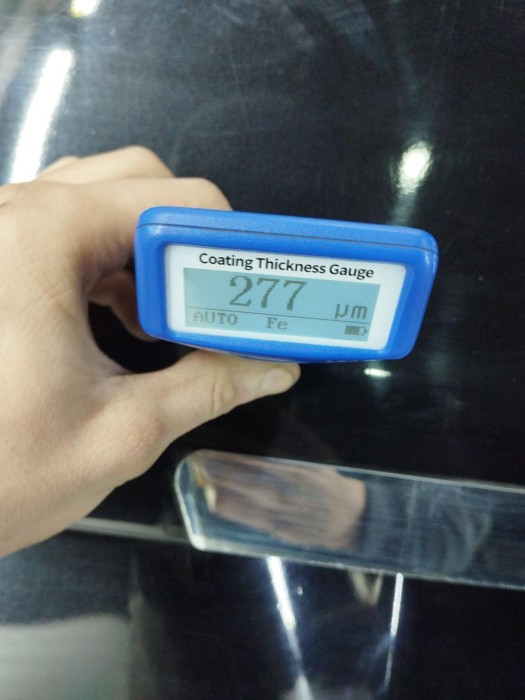 Coating Thickness Gauge
277 µm
AUTO Fe